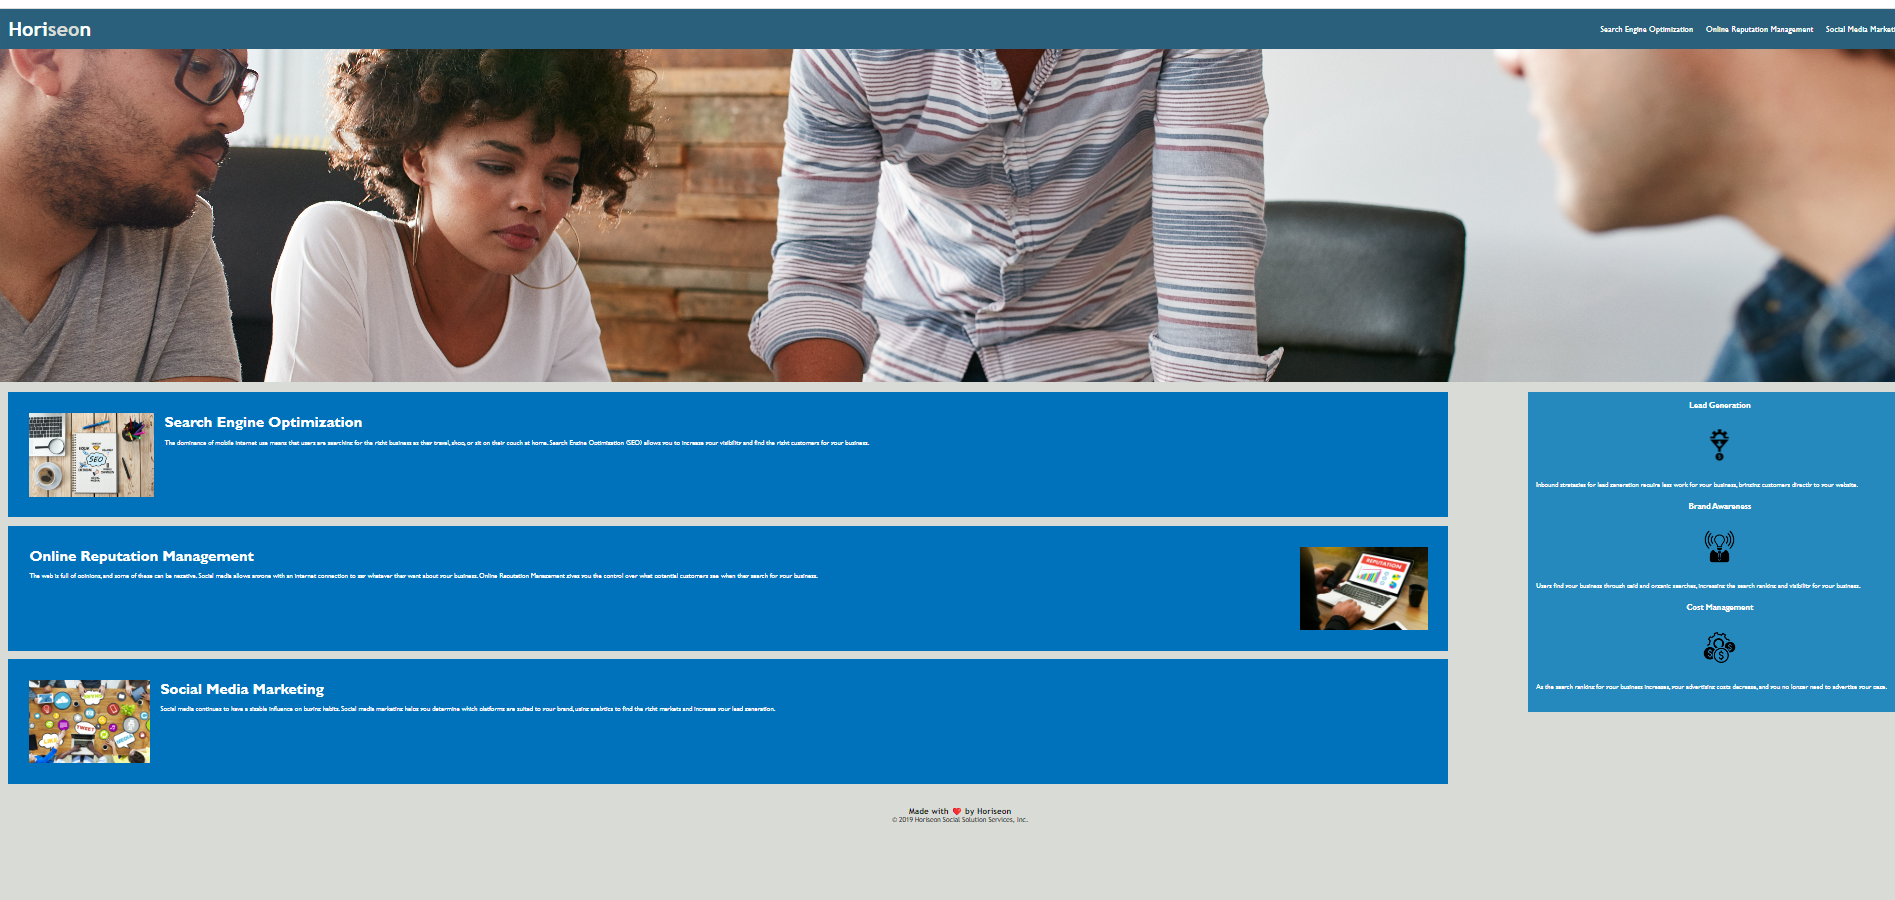 Horiseon
Search Engine Optimization Online Reputation Management Social Media Marketi
Search Engine Optimization
The dominance of mobile internet use means that users are searching for the right business as they travel, shop, or sit on their couch at home. Search Engine Optimization (SEO) allows you to increase your visibility and find the right customers for your business.
SEO
Online Reputation Management
The web is full of opinions, and some of these can be negative. Social media allows anyone with an internet connection to say whatever they want about your business. Online Reputation Management gives you the control over what potential customers see when they search for your business.
REPUTATION
Social Media Marketing
Social media continues to have a sizable influence on buying habits. Social media marketing helps you determine which platforms are suited to your brand, using analytics to find the right markets and increase your lead generation.
TWEET
Lead Generation
Inbound strategies for lead generation require less work for your business, bringing customers directly to your website.
Brand Awareness
Users find your business through paid and organic searches, increasing the search ranking and visibility for your business.
Cost Management
As the search ranking for your business increases, your advertising costs decrease, and you no longer need to advertise your page.
Made with ❤️ by Horiseon
© 2019 Horiseon Social Solution Services, Inc.